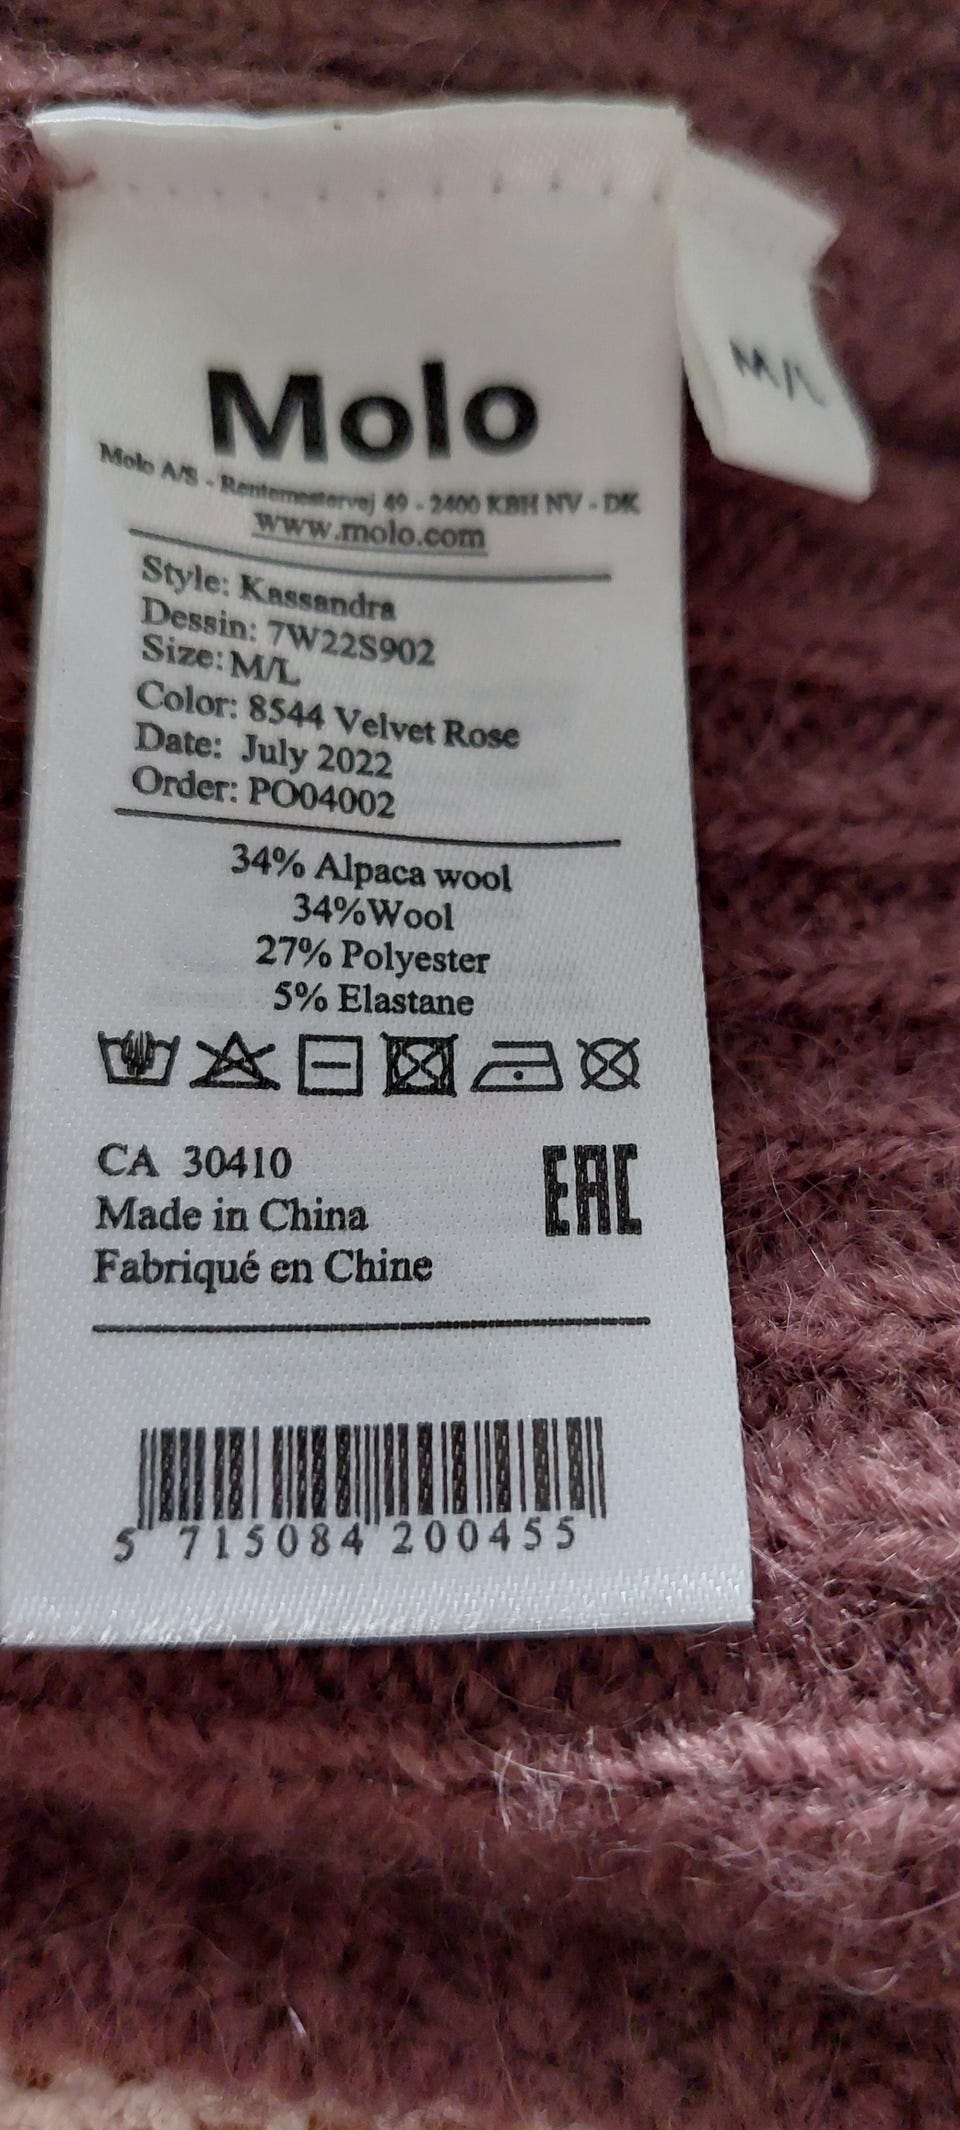 Molo
Molo A/S - Rentemestervej 49 - 2400 KBH NV - DK
www.molo.com
Style: Kassandra
Dessin: 7W22S902
Size: M/L
Color: 8544 Velvet Rose
Date: July 2022
Order: PO04002
34% Alpaca wool
34%Wool
27% Polyester
5% Elastane
CA 30410
Made in China
Fabriqué en Chine
EAC
5 715084 200455
M/L